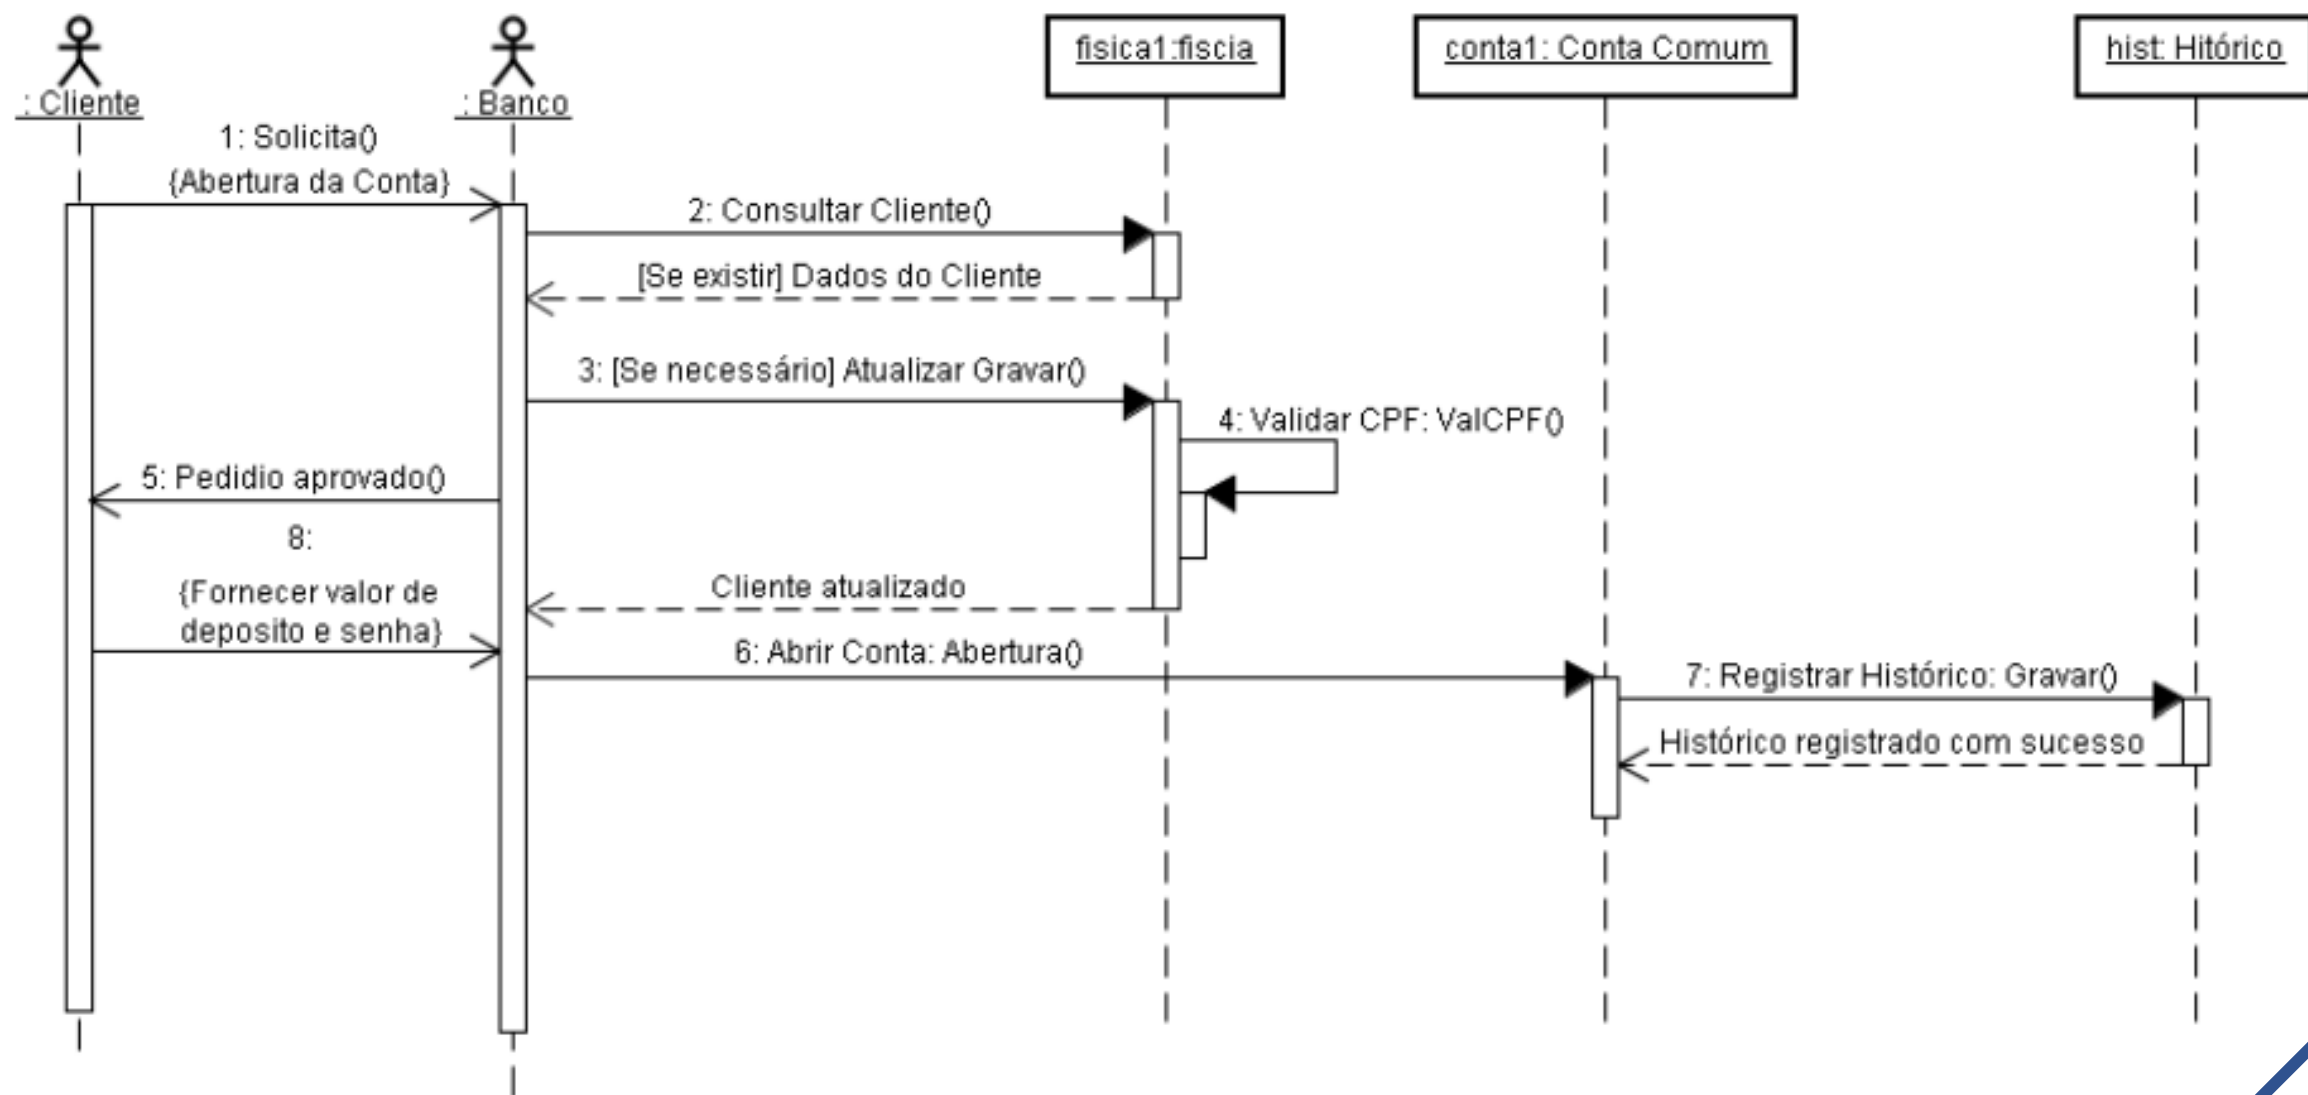 : Cliente
: Banco
fisica1:fiscia
conta1: Conta Comum
hist: Hitórico
1: Solicita()
{Abertura da Conta}
2: Consultar Cliente()
[Se existir] Dados do Cliente
3: [Se necessário] Atualizar Gravar()
4: Validar CPF: ValCPF()
5: Pedidio aprovado()
8:
{Fornecer valor de
deposito e senha}
Cliente atualizado
6: Abrir Conta: Abertura()
7: Registrar Histórico: Gravar()
Histórico registrado com sucesso